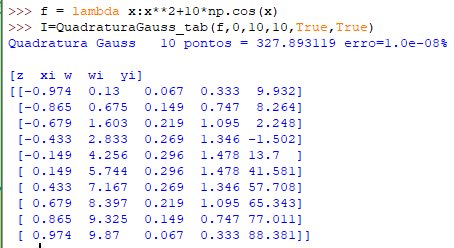 >>> f = lambda x:x**2+10*np.cos(x)
>>> I=QuadraturaGauss_tab(f,0,10,10,True,True)
Quadratura Gauss   10 pontos = 327.893119 erro=1.0e-08%

[z  xi w  wi  yi]
[[-0.974  0.13   0.067  0.333  9.932]
 [-0.865  0.675  0.149  0.747  8.264]
 [-0.679  1.603  0.219  1.095  2.248]
 [-0.433  2.833  0.269  1.346 -1.502]
 [-0.149  4.256  0.296  1.478 13.7  ]
 [ 0.149  5.744  0.296  1.478 41.581]
 [ 0.433  7.167  0.269  1.346 57.708]
 [ 0.679  8.397  0.219  1.095 65.343]
 [ 0.865  9.325  0.149  0.747 77.011]
 [ 0.974  9.87   0.067  0.333 88.381]]